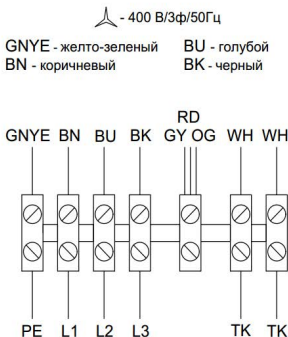 - 400 В/3ф/50Гц
GNYE - желто-зеленый BU - голубой
BN - коричневый BK - черный
RD
GNYE BN BU BK GY OG WH WH
PE L1 L2 L3 TK TK